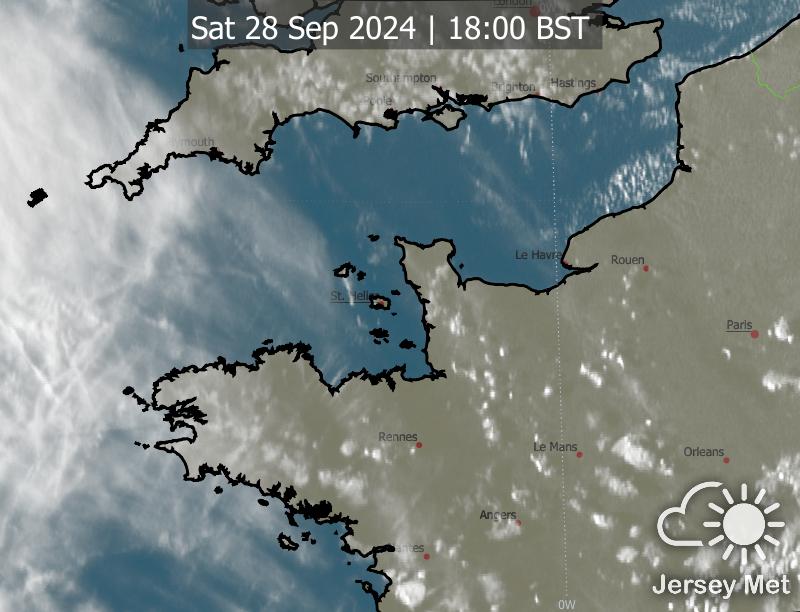 London
Sat 28 Sep 2024 | 18:00 BST
Southampton
Brighton
Hastings
Poole
mouth
Le Havre
Rouen
St. Helier
Paris
Rennes
Le Mans
Orleans
Angers
antes
Jersey Met
0W